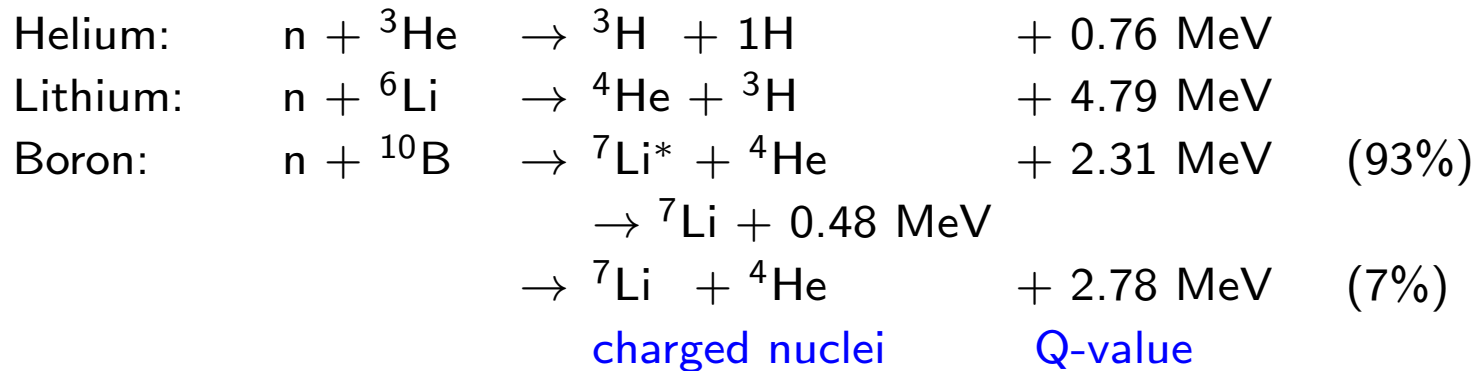 Helium: n + ³He → ³H + 1H + 0.76 MeV
Lithium: n + ⁶Li → ⁴He + ³H + 4.79 MeV
Boron: n + ¹⁰B → ⁷Li∗ + ⁴He + 2.31 MeV (93%)
→ ⁷Li + 0.48 MeV
→ ⁷Li + ⁴He + 2.78 MeV (7%)
charged nuclei Q-value